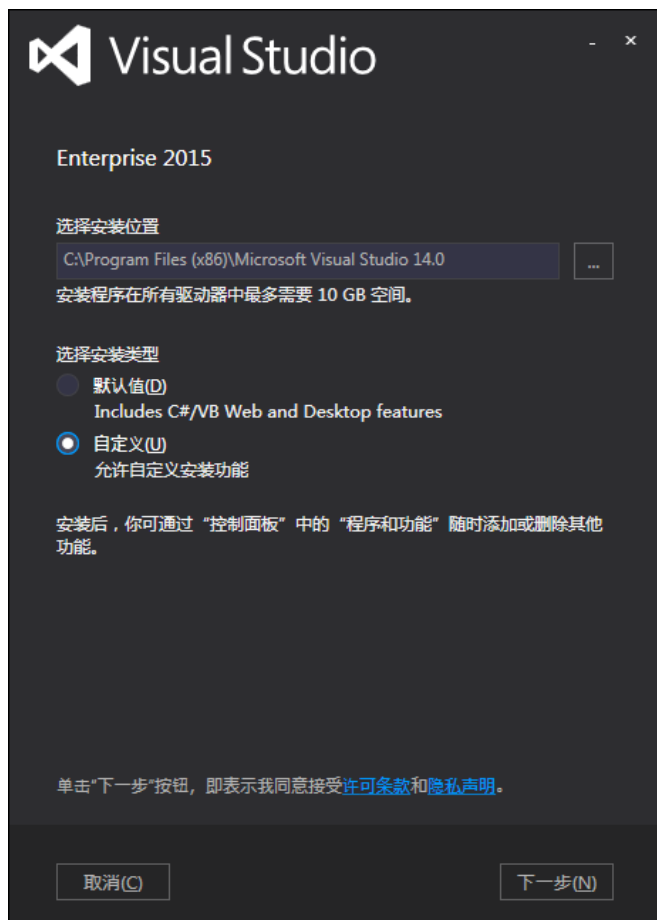 Visual Studio
Enterprise 2015
选择安装位置
C:\Program Files (x86)\Microsoft Visual Studio 14.0
...
安装程序在所有驱动器中最多需要 10 GB 空间。
选择安装类型
默认值(D)
Includes C#/VB Web and Desktop features
自定义(U)
允许自定义安装功能
安装后，你可通过“控制面板”中的“程序和功能”随时添加或删除其他
功能。
单击"下一步"按钮，即表示我同意接受许可条款和隐私声明。
取消(C)
下一步(N)